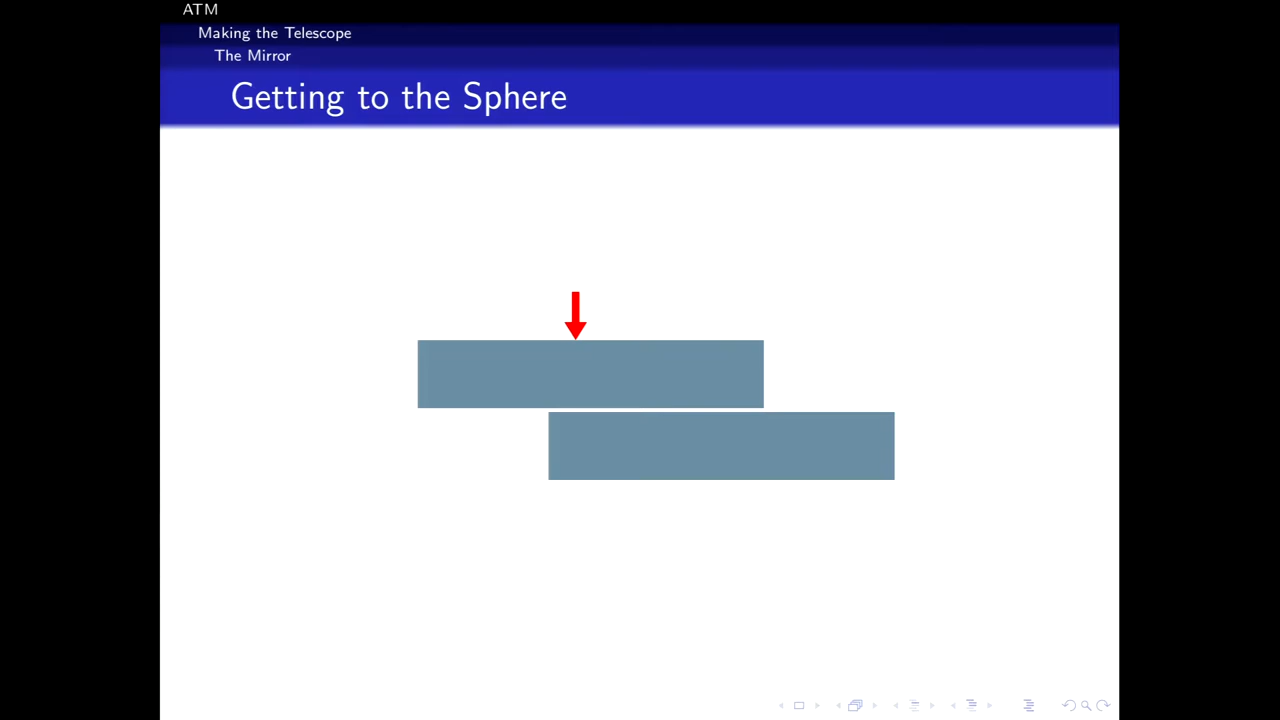 ATM
Making the Telescope
The Mirror
Getting to the Sphere